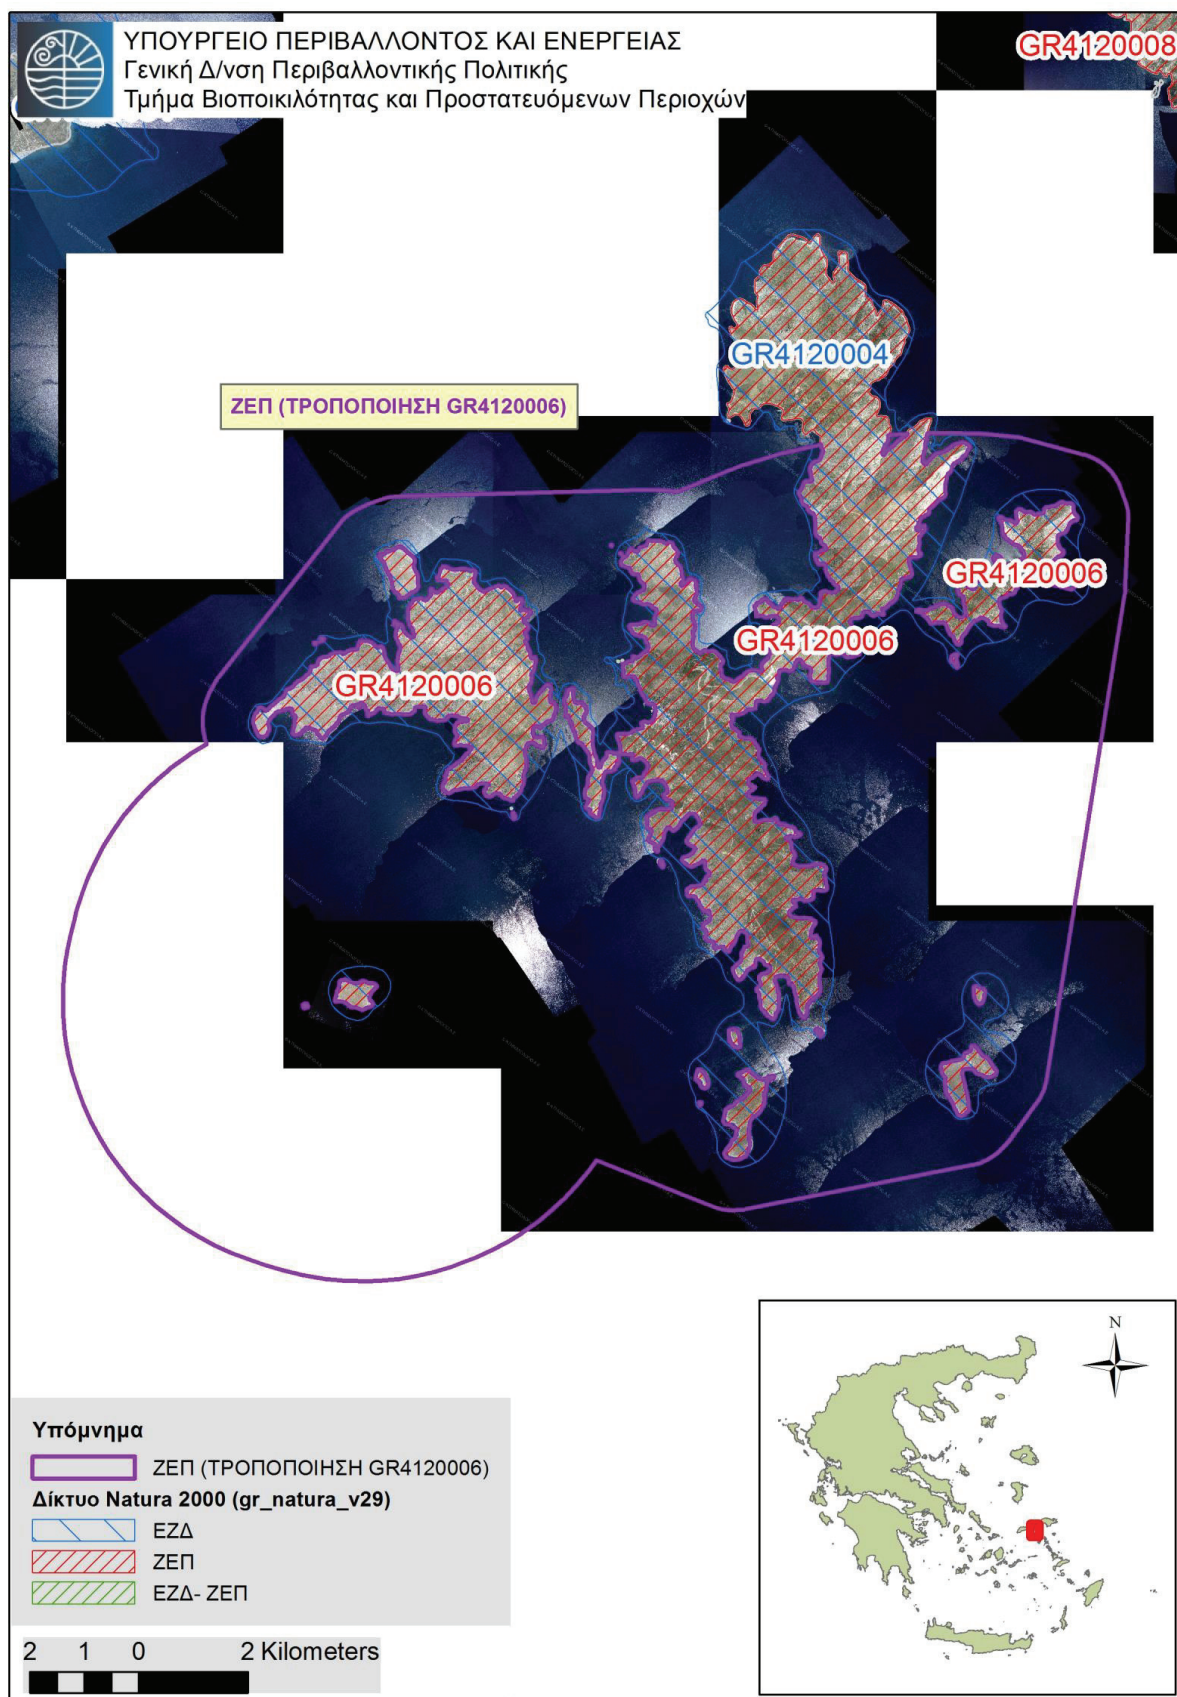 ΥΠΟΥΡΓΕΙΟ ΠΕΡΙΒΑΛΛΟΝΤΟΣ ΚΑΙ ΕΝΕΡΓΕΙΑΣ
Γενική Δ/νση Περιβαλλοντικής Πολιτικής
Τμήμα Βιοποικιλότητας και Προστατευόμενων Περιοχών
GR4120008
GR4120004
ΖΕΠ (ΤΡΟΠΟΠΟΙΗΣΗ GR4120006)
GR4120006
GR4120006
GR4120006
N
Υπόμνημα
ΖΕΠ (ΤΡΟΠΟΠΟΙΗΣΗ GR4120006)
Δίκτυο Natura 2000 (gr_natura_v29)
ΕΖΔ
ΖΕΠ
ΕΖΔ- ΖΕΠ
2 1 0 2 Kilometers